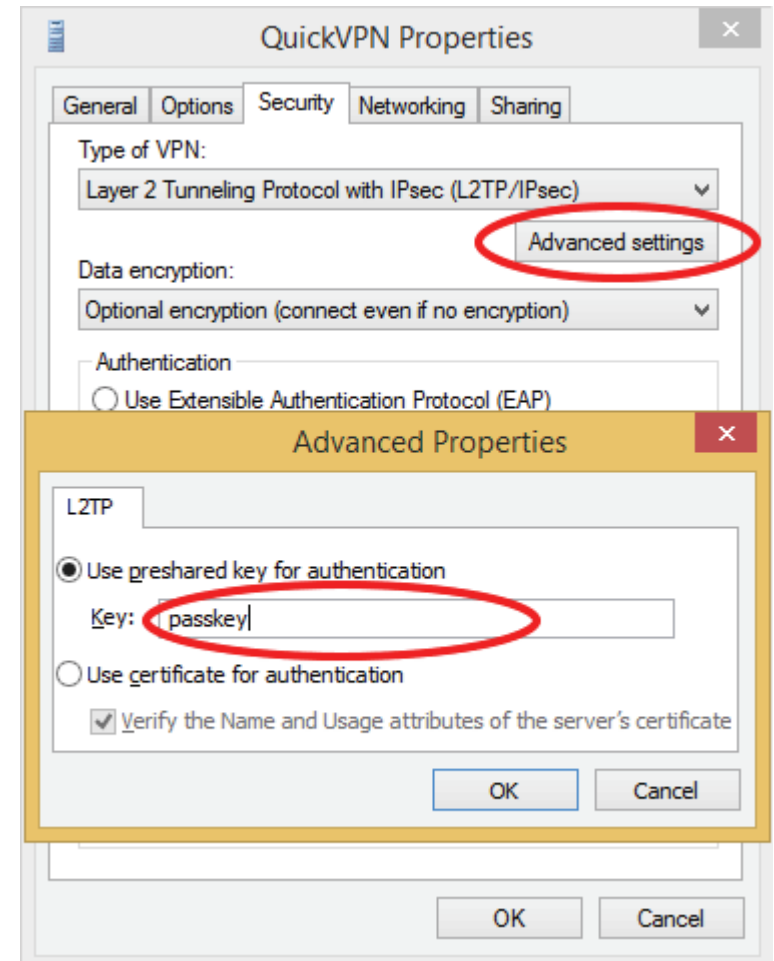 QuickVPN Properties
General Options Security Networking Sharing
Type of VPN:
Layer 2 Tunneling Protocol with IPsec (L2TP/IPsec)
Advanced settings
Data encryption:
Optional encryption (connect even if no encryption)
Authentication
Use Extensible Authentication Protocol (EAP)
Advanced Properties
L2TP
Use preshared key for authentication
Key: passkey
Use certificate for authentication
Verify the Name and Usage attributes of the server's certificate
OK Cancel
OK Cancel